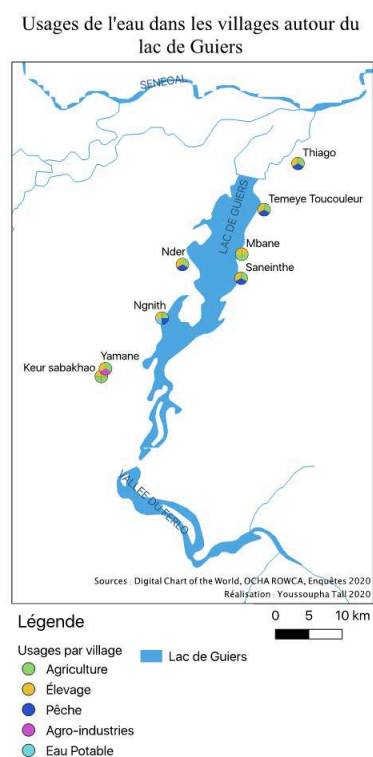 Usages de l'eau dans les villages autour du
lac de Guiers
SENEGAL
Thiago
LAC DE GUIERS
Temeye Toucouleur
Mbane
Nder
Saneinthe
Ngnith
Yamane
Keur sabakhao
VALLEE DU FERLO
Sources : Digital Chart of the World, OCHA ROWCA, Enquêtes 2020
Réalisation : Youssoupha Tall 2020
Légende
0 5 10 km
Usages par village
Lac de Guiers
Agriculture
Élevage
Pêche
Agro-industries
Eau Potable